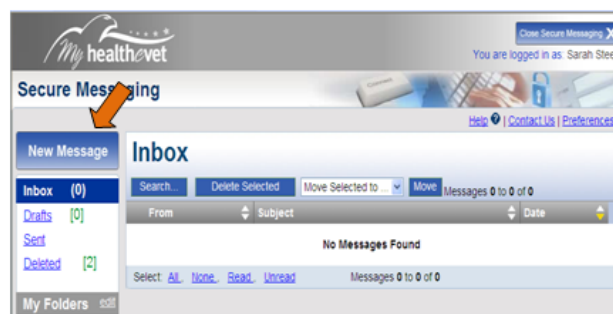 My healthevet
Close Secure Messaging X
You are logged in as: Sarah Stee
Secure Messaging
Help ? | Contact Us | Preferences
New Message
Inbox
Search... Delete Selected Move Selected to ... Move Messages 0 to 0 of 0
Inbox (0)
From Subject Date
Drafts [0]
No Messages Found
Sent
Deleted [2]
Select: All, None, Read, Unread Messages 0 to 0 of 0
My Folders edit